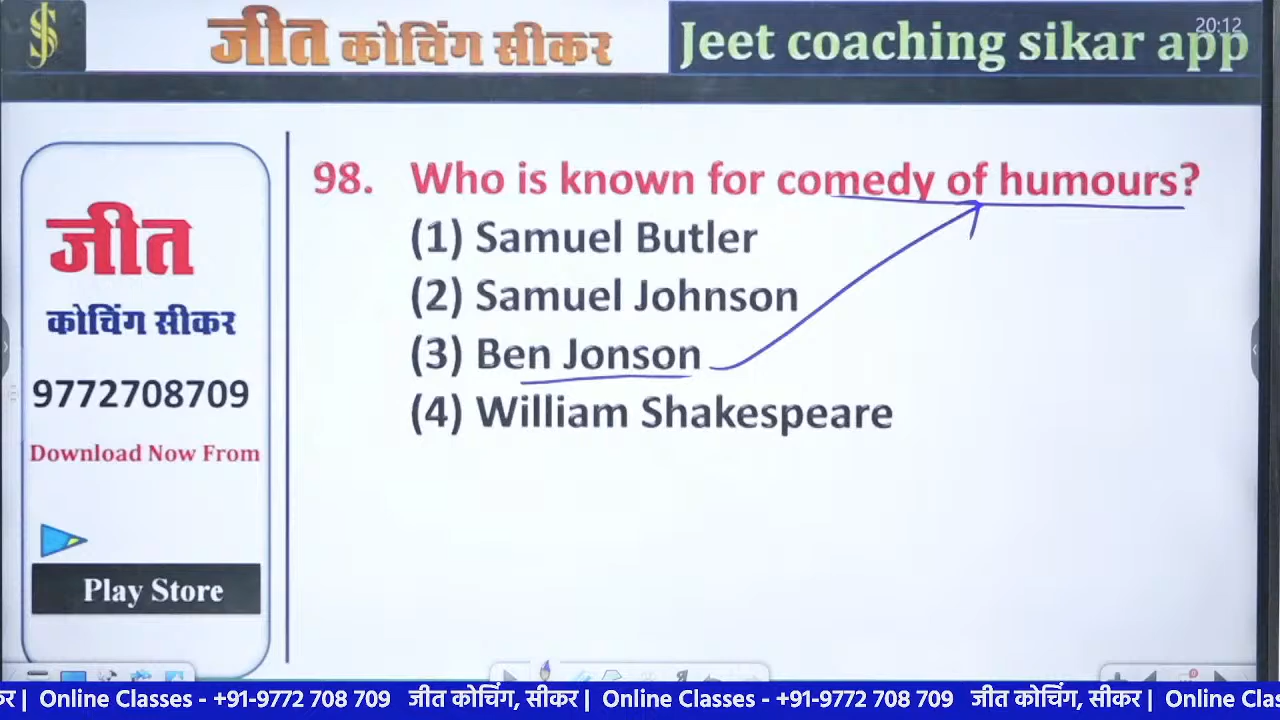 $
जीत कोचिंग सीकर
Jeet coaching sikar app
20:12
जीत
कोचिंग सीकर
9772708709
Download Now From
Play Store
98. Who is known for comedy of humours?
(1) Samuel Butler
(2) Samuel Johnson
(3) Ben Jonson
(4) William Shakespeare
कर | Online Classes - +91-9772 708 709 जीत कोचिंग, सीकर | Online Classes - +91-9772 708 709 जीत कोचिंग, सीकर | Online Clas